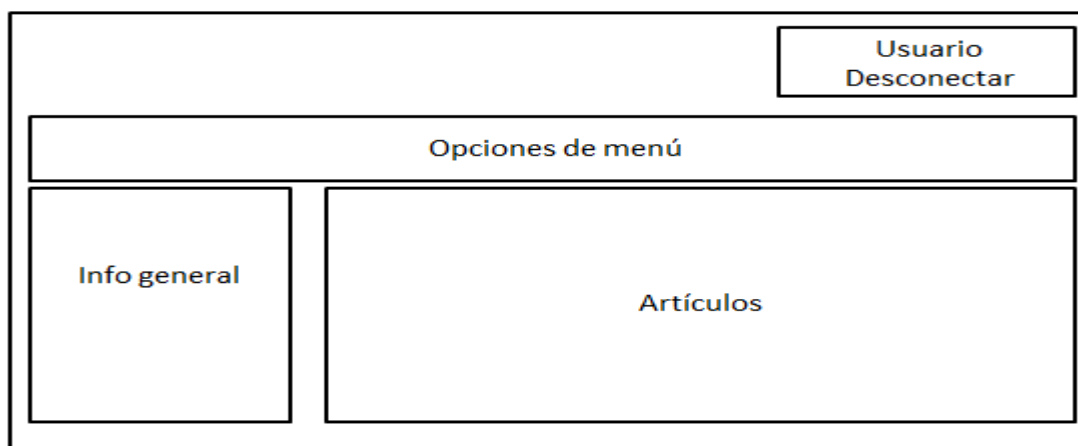 Usuario
Desconectar
Opciones de menú
Info general
Artículos